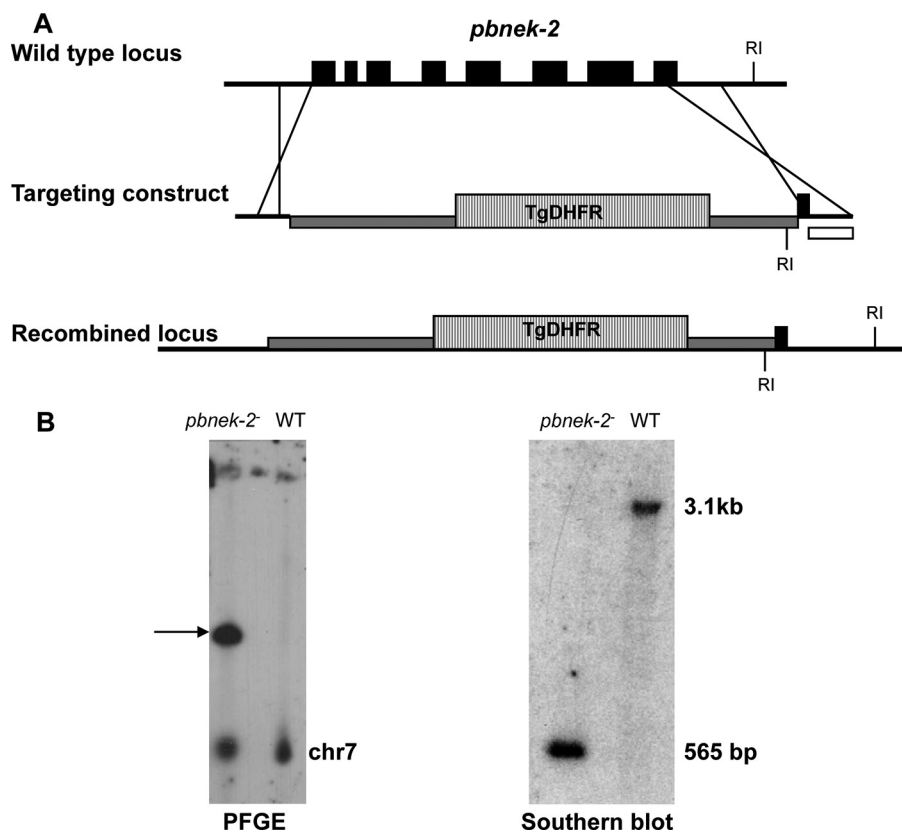 A
pbnek-2
Wild type locus
RI
Targeting construct
TgDHFR
RI
Recombined locus
TgDHFR
RI
RI
B
pbnek-2- WT
chr7
PFGE
pbnek-2- WT
3.1kb
565 bp
Southern blot